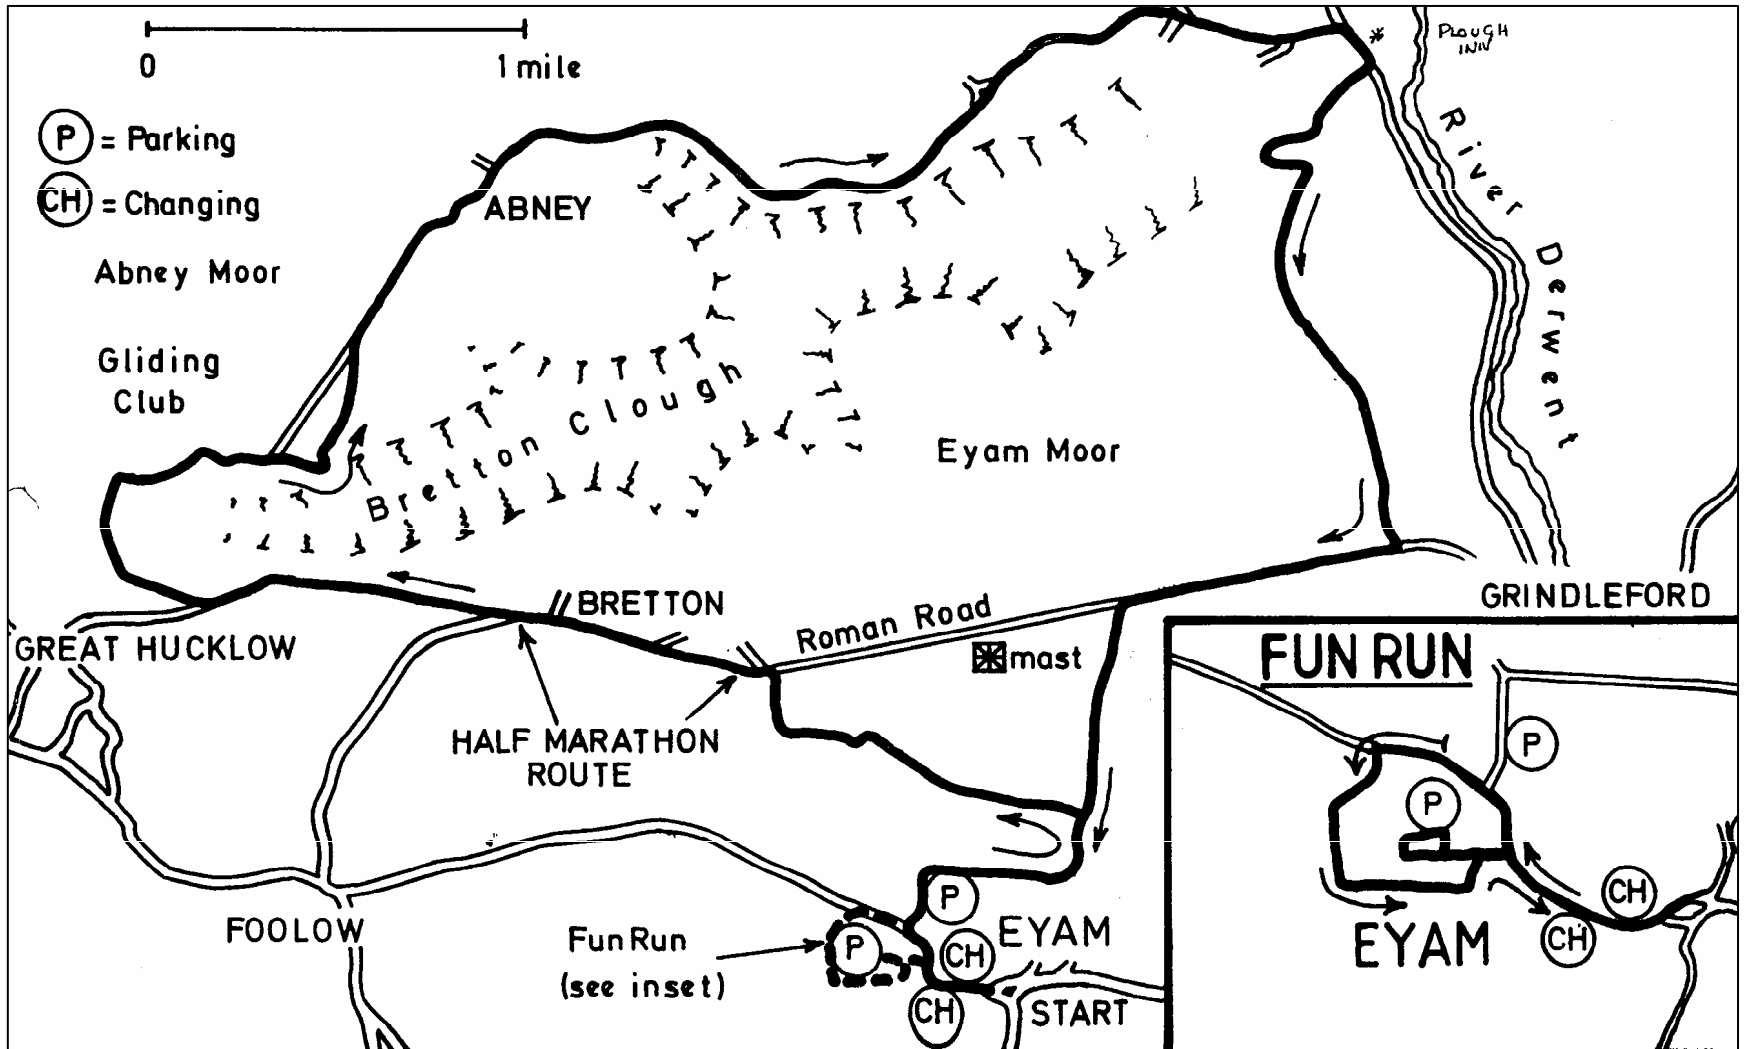 0 1 mile
P = Parking
CH = Changing
Abney Moor
Gliding
Club
ABNEY
PLOUGH
INN
River
Derwent
Bretton Clough
Eyam Moor
BRETTON
Roman Road
mast
GRINDLEFORD
GREAT HUCKLOW
HALF MARATHON
ROUTE
FOOLOW
Fun Run
(see inset)
P
P
CH
CH
EYAM
START
FUN RUN
P
P
CH
CH
EYAM